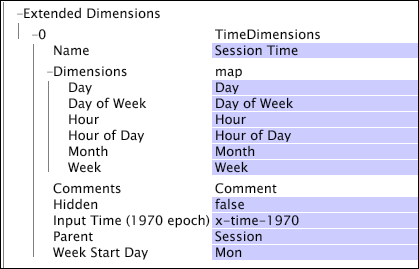 Extended Dimensions
0 TimeDimensions
Name Session Time
Dimensions map
Day Day
Day of Week Day of Week
Hour Hour
Hour of Day Hour of Day
Month Month
Week Week
Comments Comment
Hidden false
Input Time (1970 epoch) x-time-1970
Parent Session
Week Start Day Mon